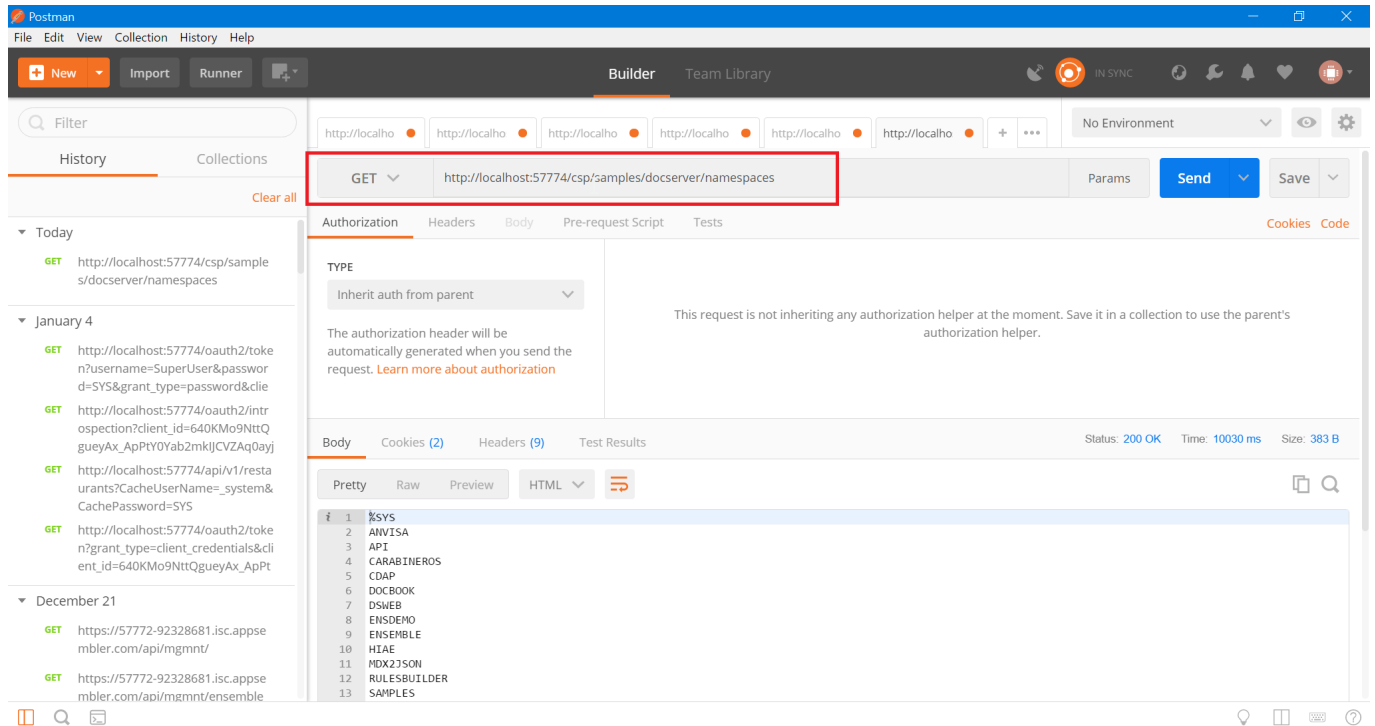 Postman
File Edit View Collection History Help
New Import Runner Builder Team Library IN SYNC
Filter
History Collections
Clear all
Today
GET http://localhost:57774/csp/sample
s/docserver/namespaces
January 4
GET http://localhost:57774/oauth2/toke
n?username=SuperUser&passwor
d=SYS&grant_type=password&clie
GET http://localhost:57774/oauth2/intr
ospection?client_id=640KMo9NttQ
gueyAx_ApPtY0Yab2mkIJCVZAq0ayj
GET http://localhost:57774/api/v1/resta
urants?CacheUserName=_system&
CachePassword=SYS
GET http://localhost:57774/oauth2/toke
n?grant_type=client_credentials&cli
ent_id=640KMo9NttQgueyAx_ApPt
December 21
GET https://57772-92328681.isc.appse
mbler.com/api/mgmnt/
GET https://57772-92328681.isc.appse
mbler.com/api/mgmnt/ensemble
http://localho http://localho http://localho http://localho http://localho http://localho + •••
No Environment
GET http://localhost:57774/csp/samples/docserver/namespaces Params Send Save
Authorization Headers Body Pre-request Script Tests Cookies Code
TYPE
Inherit auth from parent
The authorization header will be
automatically generated when you send the
request. Learn more about authorization
This request is not inheriting any authorization helper at the moment. Save it in a collection to use the parent's
authorization helper.
Body Cookies (2) Headers (9) Test Results Status: 200 OK Time: 10030 ms Size: 383 B
Pretty Raw Preview HTML
i 1 %SYS
2 ANVISA
3 API
4 CARABINEROS
5 CDAP
6 DOCBOOK
7 DSWEB
8 ENSDEMO
9 ENSEMBLE
10 HIAE
11 MDX2JSON
12 RULESBUILDER
13 SAMPLES